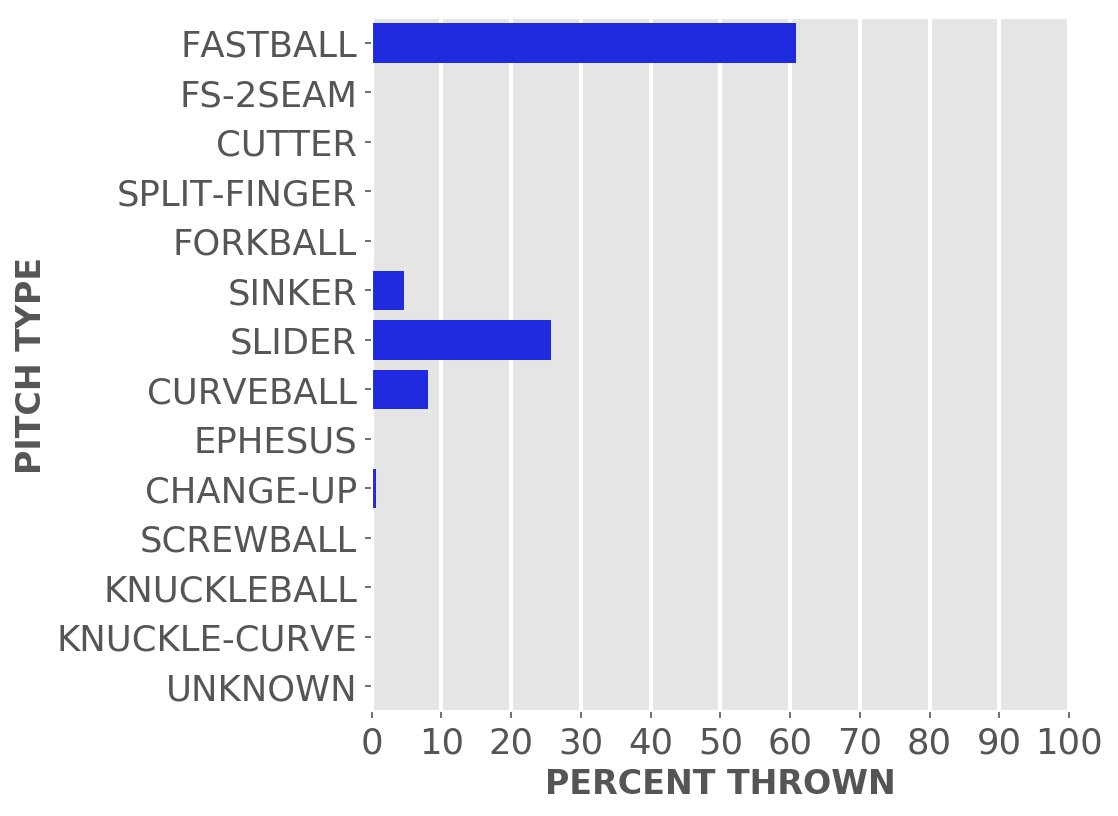 FASTBALL
FS-2SEAM
CUTTER
SPLIT-FINGER
FORKBALL
SINKER
SLIDER
CURVEBALL
EPHESUS
CHANGE-UP
SCREWBALL
KNUCKLEBALL
KNUCKLE-CURVE
UNKNOWN
PITCH TYPE
0 10 20 30 40 50 60 70 80 90 100
PERCENT THROWN